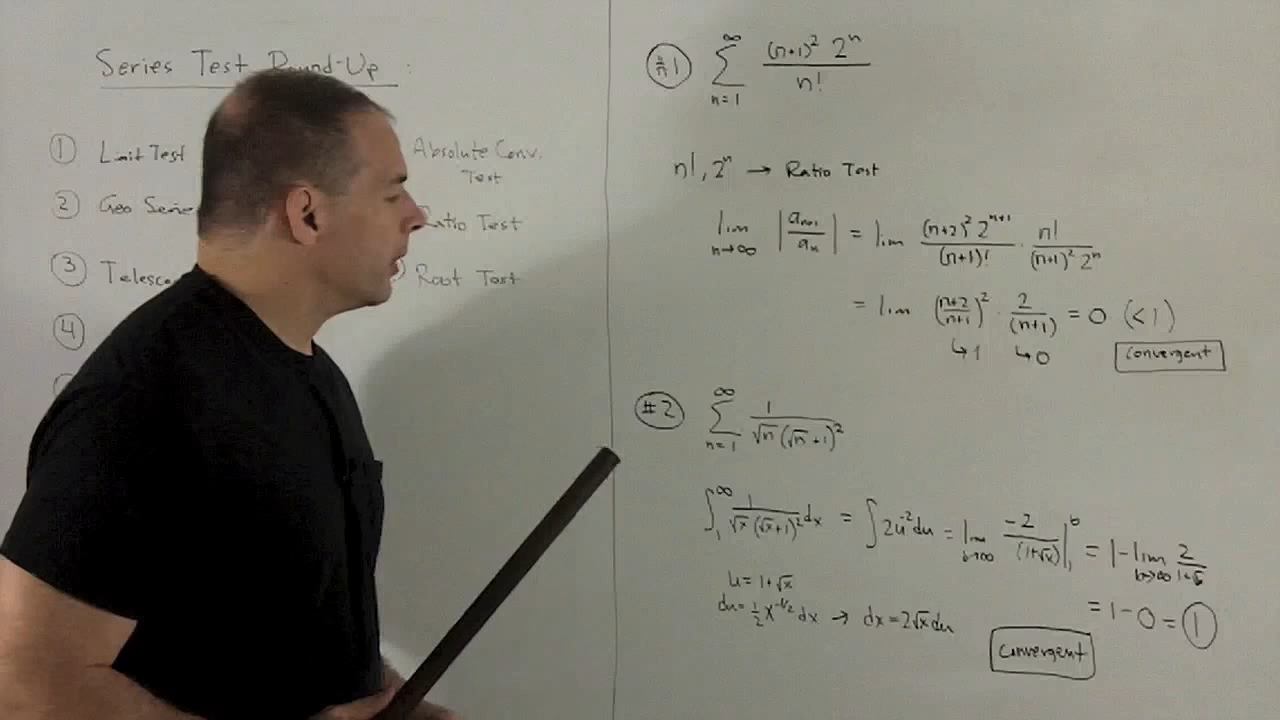 Series Test Round-Up :
① Limit Test
② Geo Series
③ Telesco
④
Absolute Conv. Test
Ratio Test
Root Test
#1 ∑_{n=1}^{∞} (n+1)² 2ⁿ / n!
n!, 2ⁿ → Ratio Test
lim_{n→∞} |a_{n+1}/a_n| = lim (n+2)² 2^{n+1} / (n+1)! · n! / (n+1)² 2ⁿ
= lim (n+2 / n+1)² · 2 / (n+1) = 0 (<1)
↳ 1 ↳ 0
Convergent
#2 ∑_{n=1}^{∞} 1 / √n (√n+1)²
∫_1^∞ 1 / √x (√x+1)² dx = ∫ 2u⁻² du = lim_{b→∞} -2 / (1+√x) |_1^b = 1 - lim_{b→∞} 2 / 1+√b
u = 1+√x
du = ½ x^{-1/2} dx → dx = 2√x du
= 1 - 0 = ①
Convergent